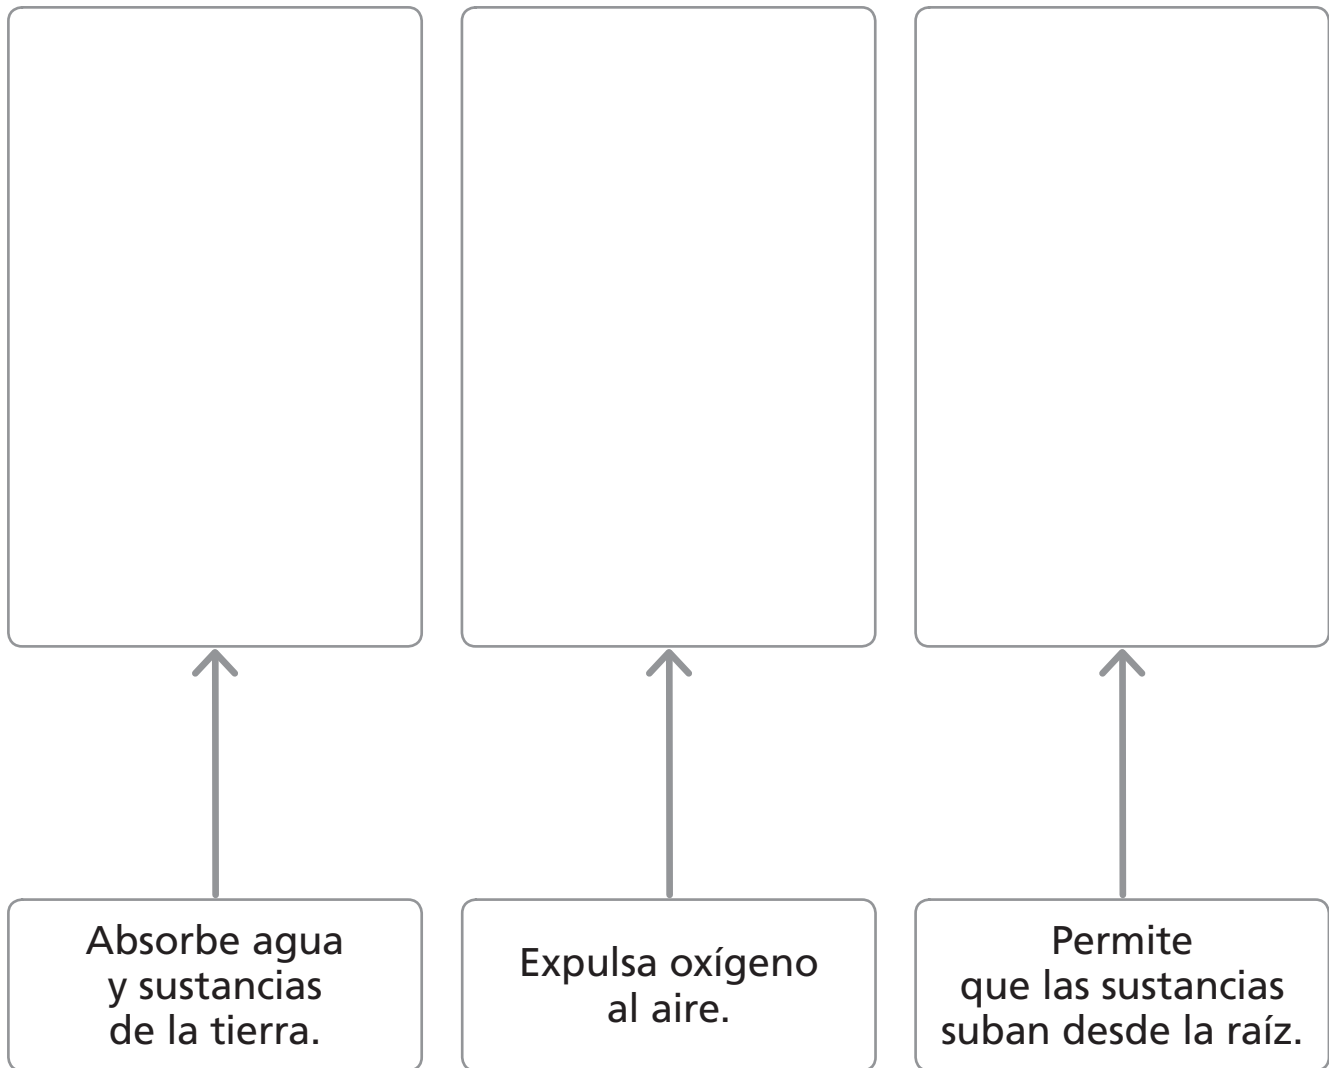 Absorbe agua
y sustancias
de la tierra.
Expulsa oxígeno
al aire.
Permite
que las sustancias
suban desde la raíz.